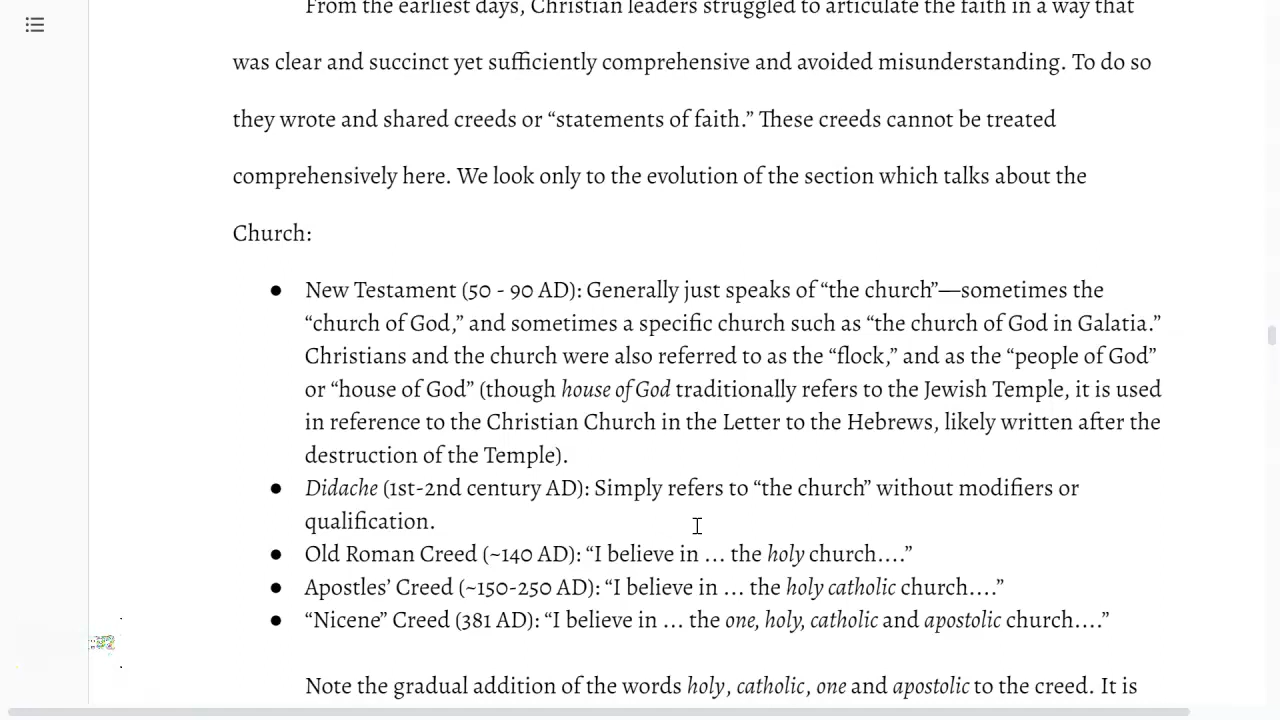 From the earliest days, Christian leaders struggled to articulate the faith in a way that
was clear and succinct yet sufficiently comprehensive and avoided misunderstanding. To do so
they wrote and shared creeds or “statements of faith.” These creeds cannot be treated
comprehensively here. We look only to the evolution of the section which talks about the
Church:
● New Testament (50 - 90 AD): Generally just speaks of “the church”—sometimes the
“church of God,” and sometimes a specific church such as “the church of God in Galatia.”
Christians and the church were also referred to as the “flock,” and as the “people of God”
or “house of God” (though house of God traditionally refers to the Jewish Temple, it is used
in reference to the Christian Church in the Letter to the Hebrews, likely written after the
destruction of the Temple).
● Didache (1st-2nd century AD): Simply refers to “the church” without modifiers or
qualification.
● Old Roman Creed (~140 AD): “I believe in … the holy church….”
● Apostles’ Creed (~150-250 AD): “I believe in … the holy catholic church….”
● “Nicene” Creed (381 AD): “I believe in … the one, holy, catholic and apostolic church….”
Note the gradual addition of the words holy, catholic, one and apostolic to the creed. It is